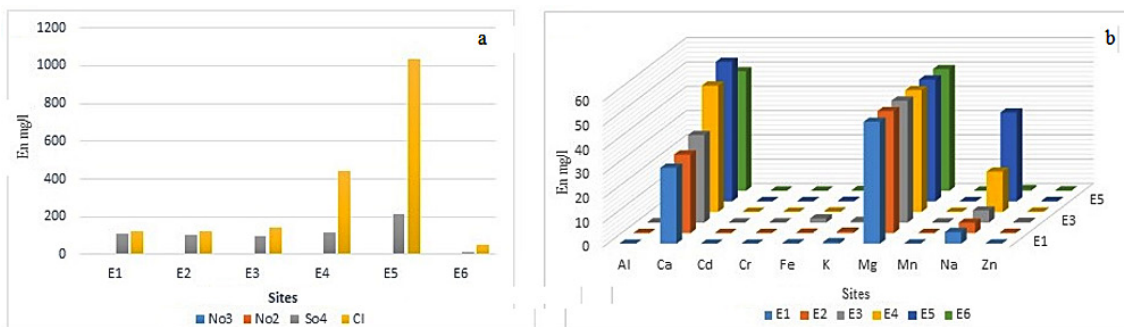 a
1200
1000
800
600
400
200
0
En mg/l
E1 E2 E3 E4 E5 E6
Sites
No3 No2 So4 Cl
b
60
50
40
30
20
10
0
En mg/l
Al Ca Cd Cr Fe K Mg Mn Na Zn
E5
E3
E1
Sites
E1 E2 E3 E4 E5 E6